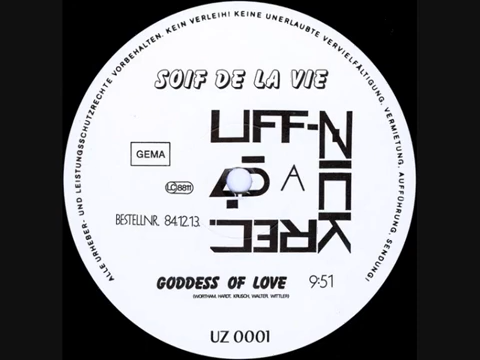 ALLE URHEBER- UND LEISTUNGSSCHUTZRECHTE VORBEHALTEN. KEIN VERLEIH! KEINE UNERLAUBTE VERVIELFÄLTIGUNG, VERMIETUNG, AUFFÜHRUNG, SENDUNG!
SOIF DE LA VIE
UFF-NICK REC.
GEMA
LC 8811
45
A
BESTELLNR. 84.12.13.
GODDESS OF LOVE 9:51
(WORTHAM, HARDT, KRUSCH, WALTER, WITTLER)
UZ 0001